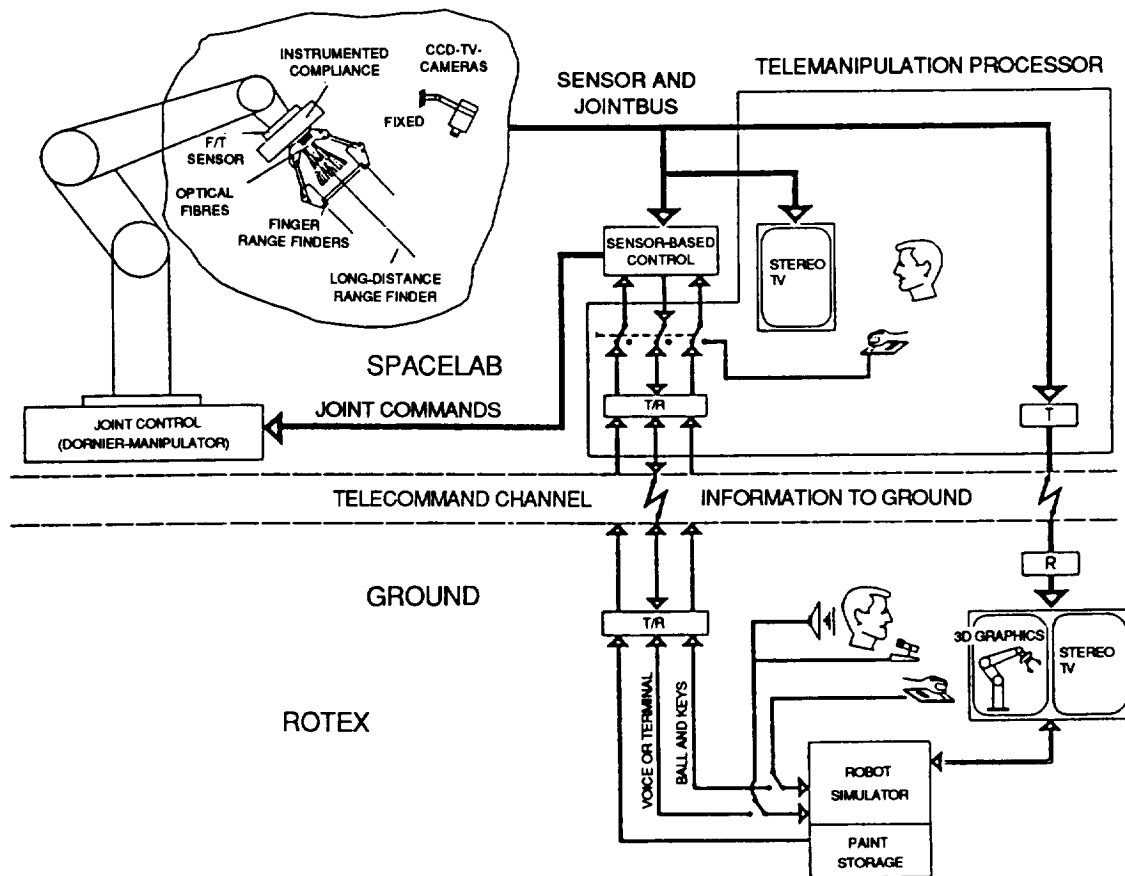 INSTRUMENTED
COMPLIANCE
CCD-TV-
CAMERAS
FIXED
F/T
SENSOR
OPTICAL
FIBRES
FINGER
RANGE FINDERS
LONG-DISTANCE
RANGE FINDER
SENSOR AND
JOINTBUS
TELEMANIPULATION PROCESSOR
SENSOR-BASED
CONTROL
STEREO
TV
SPACELAB
T/R
T
JOINT COMMANDS
JOINT CONTROL
(DORNIER-MANIPULATOR)
TELECOMMAND CHANNEL
INFORMATION TO GROUND
R
GROUND
T/R
3D GRAPHICS
STEREO
TV
VOICE OR TERMINAL
BALL AND KEYS
ROTEX
ROBOT
SIMULATOR
PAINT
STORAGE